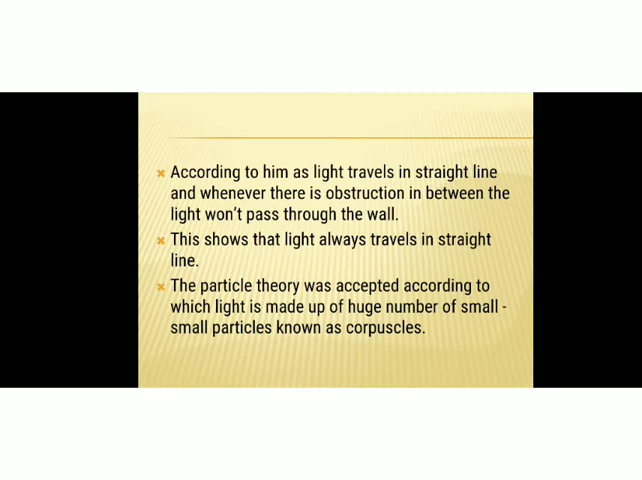 According to him as light travels in straight line
and whenever there is obstruction in between the
light won't pass through the wall.
This shows that light always travels in straight
line.
The particle theory was accepted according to
which light is made up of huge number of small -
small particles known as corpuscles.